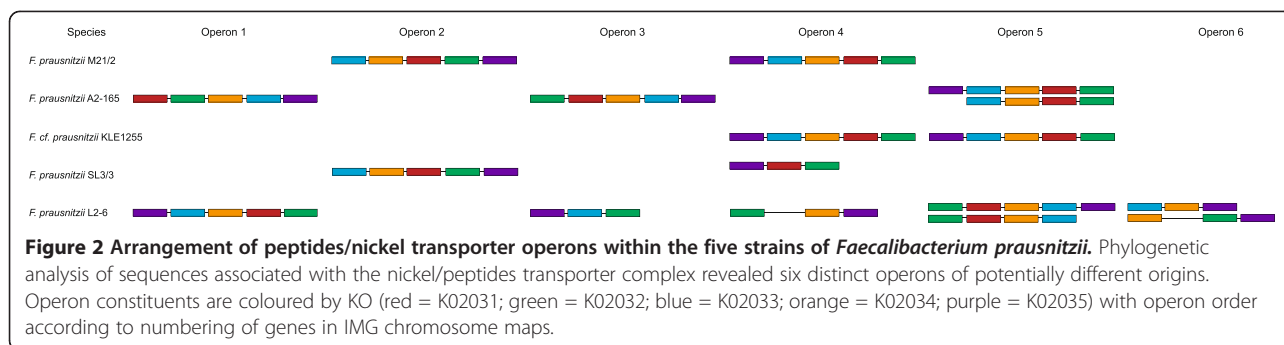 Species Operon 1 Operon 2 Operon 3 Operon 4 Operon 5 Operon 6
F. prausnitzii M21/2
F. prausnitzii A2-165
F. cf. prausnitzii KLE1255
F. prausnitzii SL3/3
F. prausnitzii L2-6
Figure 2 Arrangement of peptides/nickel transporter operons within the five strains of Faecalibacterium prausnitzii. Phylogenetic
analysis of sequences associated with the nickel/peptides transporter complex revealed six distinct operons of potentially different origins.
Operon constituents are coloured by KO (red = K02031; green = K02032; blue = K02033; orange = K02034; purple = K02035) with operon order
according to numbering of genes in IMG chromosome maps.